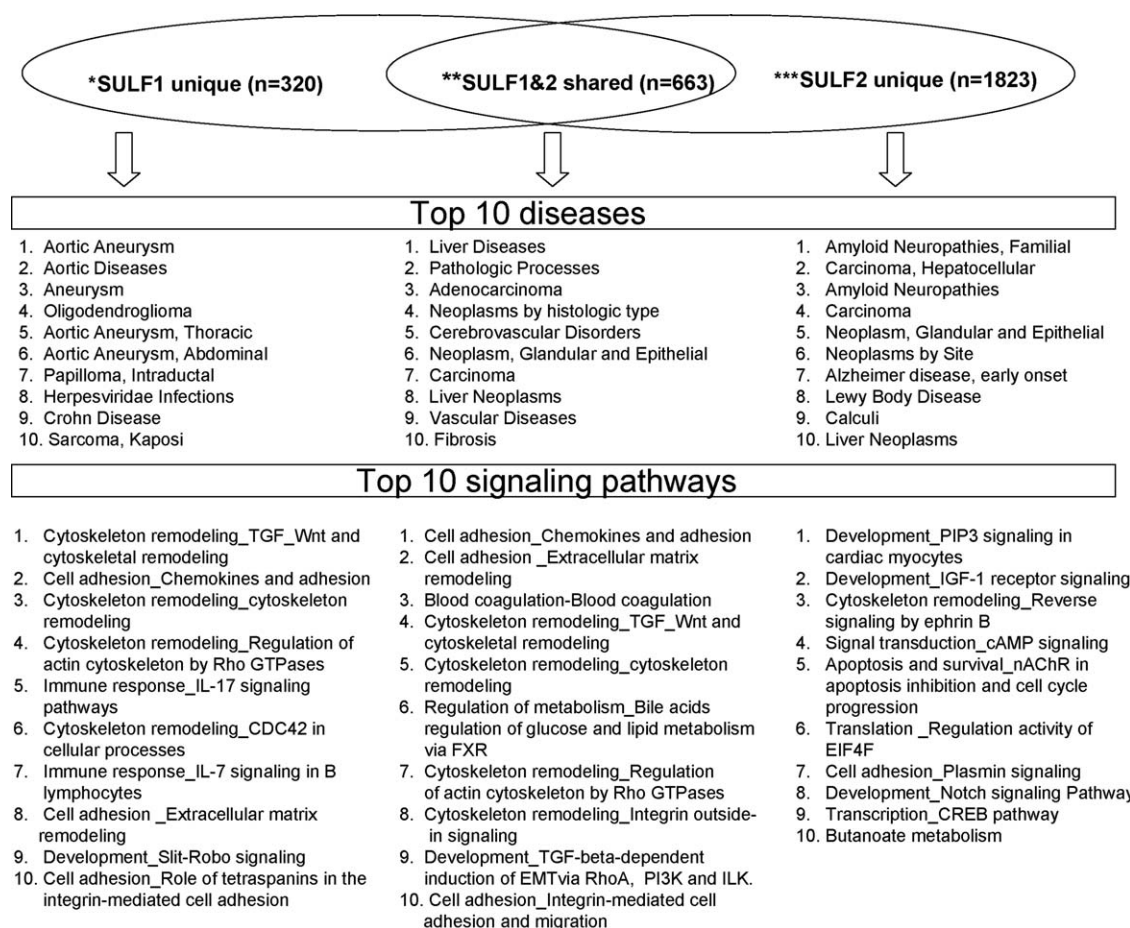 *SULF1 unique (n=320)
**SULF1&2 shared (n=663)
***SULF2 unique (n=1823)
Top 10 diseases
1. Aortic Aneurysm
2. Aortic Diseases
3. Aneurysm
4. Oligodendroglioma
5. Aortic Aneurysm, Thoracic
6. Aortic Aneurysm, Abdominal
7. Papilloma, Intraductal
8. Herpesviridae Infections
9. Crohn Disease
10. Sarcoma, Kaposi
1. Liver Diseases
2. Pathologic Processes
3. Adenocarcinoma
4. Neoplasms by histologic type
5. Cerebrovascular Disorders
6. Neoplasm, Glandular and Epithelial
7. Carcinoma
8. Liver Neoplasms
9. Vascular Diseases
10. Fibrosis
1. Amyloid Neuropathies, Familial
2. Carcinoma, Hepatocellular
3. Amyloid Neuropathies
4. Carcinoma
5. Neoplasm, Glandular and Epithelial
6. Neoplasms by Site
7. Alzheimer disease, early onset
8. Lewy Body Disease
9. Calculi
10. Liver Neoplasms
Top 10 signaling pathways
1. Cytoskeleton remodeling_TGF_Wnt and
cytoskeletal remodeling
2. Cell adhesion_Chemokines and adhesion
3. Cytoskeleton remodeling_cytoskeleton
remodeling
4. Cytoskeleton remodeling_Regulation of
actin cytoskeleton by Rho GTPases
5. Immune response_IL-17 signaling
pathways
6. Cytoskeleton remodeling_CDC42 in
cellular processes
7. Immune response_IL-7 signaling in B
lymphocytes
8. Cell adhesion _Extracellular matrix
remodeling
9. Development_Slit-Robo signaling
10. Cell adhesion_Role of tetraspanins in the
integrin-mediated cell adhesion
1. Cell adhesion_Chemokines and adhesion
2. Cell adhesion _Extracellular matrix
remodeling
3. Blood coagulation-Blood coagulation
4. Cytoskeleton remodeling_TGF_Wnt and
cytoskeletal remodeling
5. Cytoskeleton remodeling_cytoskeleton
remodeling
6. Regulation of metabolism_Bile acids
regulation of glucose and lipid metabolism
via FXR
7. Cytoskeleton remodeling_Regulation
of actin cytoskeleton by Rho GTPases
8. Cytoskeleton remodeling_Integrin outside-
in signaling
9. Development_TGF-beta-dependent
induction of EMTvia RhoA, PI3K and ILK.
10. Cell adhesion_Integrin-mediated cell
adhesion and migration
1. Development_PIP3 signaling in
cardiac myocytes
2. Development_IGF-1 receptor signaling
3. Cytoskeleton remodeling_Reverse
signaling by ephrin B
4. Signal transduction_cAMP signaling
5. Apoptosis and survival_nAChR in
apoptosis inhibition and cell cycle
progression
6. Translation _Regulation activity of
EIF4F
7. Cell adhesion_Plasmin signaling
8. Development_Notch signaling Pathway
9. Transcription_CREB pathway
10. Butanoate metabolism